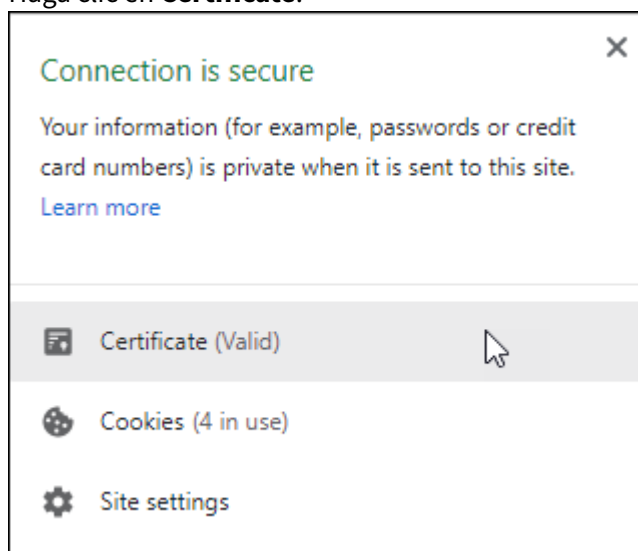 Haga clic en Certificate.
Connection is secure
Your information (for example, passwords or credit
card numbers) is private when it is sent to this site.
Learn more
Certificate (Valid)
Cookies (4 in use)
Site settings